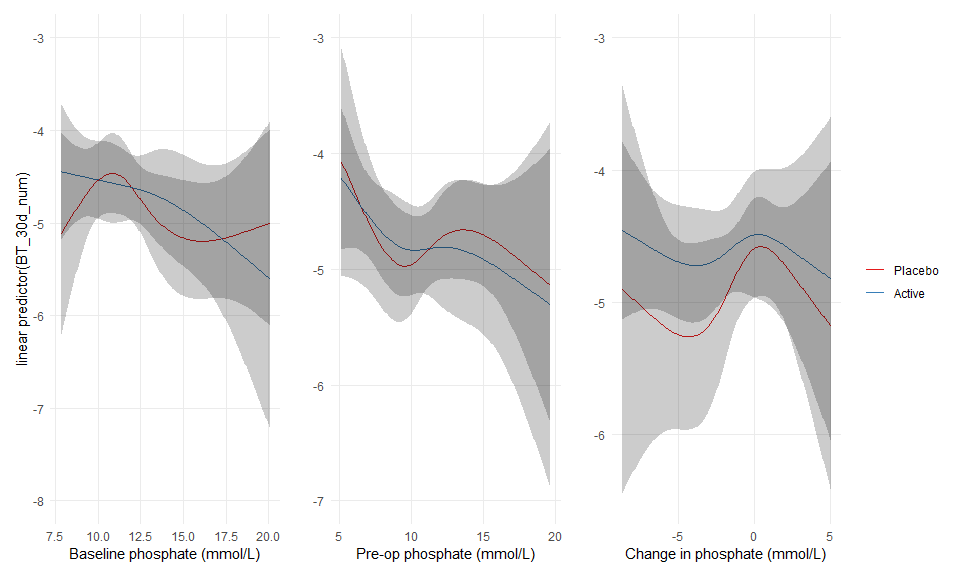 linear predictor(BT_30d_num)
-3
-4
-5
-6
-7
-8
7.5 10.0 12.5 15.0 17.5 20.0
Baseline phosphate (mmol/L)
-3
-4
-5
-6
-7
5 10 15 20
Pre-op phosphate (mmol/L)
-3
-4
-5
-6
-5 0 5
Change in phosphate (mmol/L)
Placebo
Active